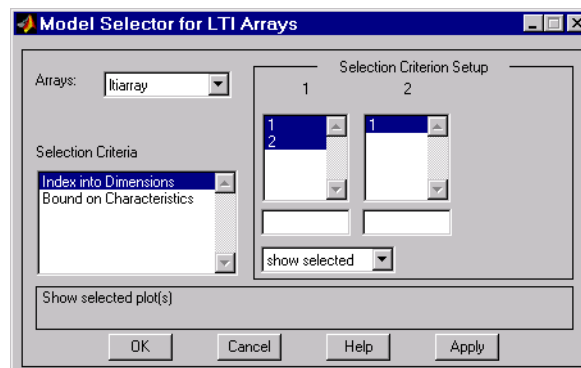 Model Selector for LTI Arrays
Arrays:
ltiarray
Selection Criteria
Index into Dimensions
Bound on Characteristics
Selection Criterion Setup
1 2
1
2
1
show selected
Show selected plot(s)
OK Cancel Help Apply